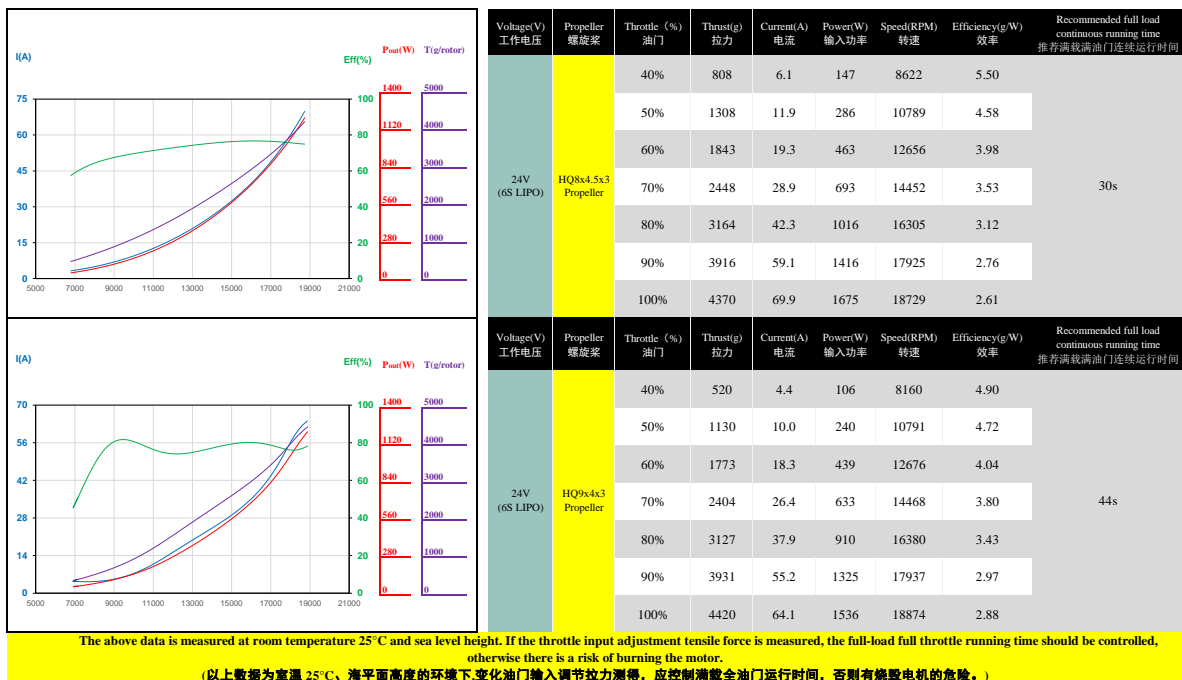 I(A)
Eff(%)
Pout(W) T(g/rotor)
75
60
45
30
15
0
5000 7000 9000 11000 13000 15000 17000 19000 21000
100
80
60
40
20
0
1400
1120
840
560
280
0
5000
4000
3000
2000
1000
0
Voltage(V) Propeller Throttle（%） Thrust(g) Current(A) Power(W) Speed(RPM) Efficiency(g/W) Recommended full load
continuous running time
工作电压 螺旋桨 油门 拉力 电流 输入功率 转速 效率 推荐满载满油门连续运行时间
24V
(6S LIPO)
HQ8x4.5x3
Propeller
40% 808 6.1 147 8622 5.50
50% 1308 11.9 286 10789 4.58
60% 1843 19.3 463 12656 3.98
70% 2448 28.9 693 14452 3.53
80% 3164 42.3 1016 16305 3.12
90% 3916 59.1 1416 17925 2.76
100% 4370 69.9 1675 18729 2.61
30s
I(A)
Eff(%) Pout(W) T(g/rotor)
70
56
42
28
14
0
5000 7000 9000 11000 13000 15000 17000 19000 21000
100
80
60
40
20
0
1400
1120
840
560
280
0
5000
4000
3000
2000
1000
0
Voltage(V) Propeller Throttle（%） Thrust(g) Current(A) Power(W) Speed(RPM) Efficiency(g/W) Recommended full load
continuous running time
工作电压 螺旋桨 油门 拉力 电流 输入功率 转速 效率 推荐满载满油门连续运行时间
24V
(6S LIPO)
HQ9x4x3
Propeller
40% 520 4.4 106 8160 4.90
50% 1130 10.0 240 10791 4.72
60% 1773 18.3 439 12676 4.04
70% 2404 26.4 633 14468 3.80
80% 3127 37.9 910 16380 3.43
90% 3931 55.2 1325 17937 2.97
100% 4420 64.1 1536 18874 2.88
44s
The above data is measured at room temperature 25°C and sea level height. If the throttle input adjustment tensile force is measured, the full-load full throttle running time should be controlled,
otherwise there is a risk of burning the motor.
(以上数据为室温 25°C、海平面高度的环境下,变化油门输入调节拉力测得，应控制满载全油门运行时间，否则有烧毁电机的危险。)